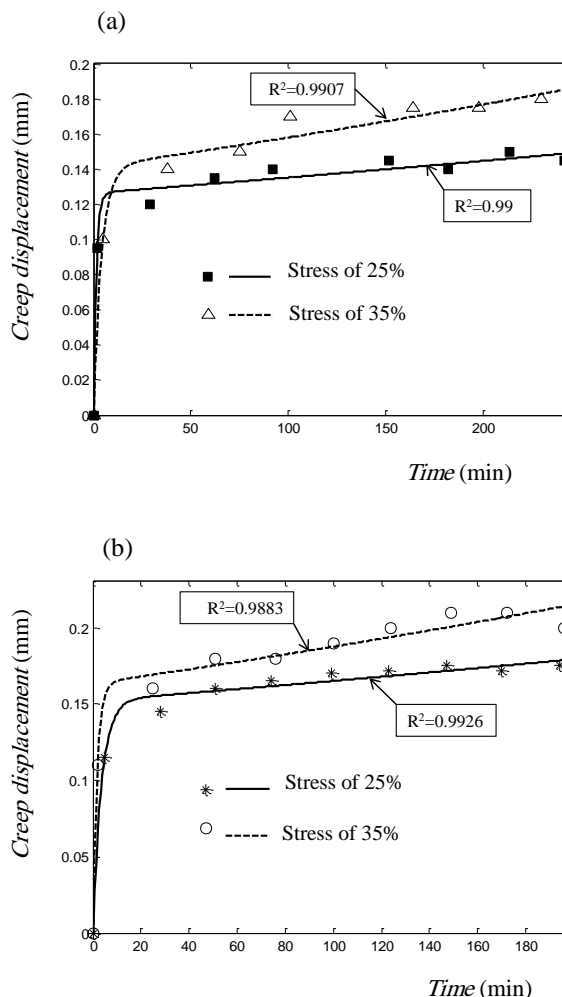 (a)
Creep displacement (mm)
0.2
0.18
0.16
0.14
0.12
0.1
0.08
0.06
0.04
0.02
0
R²=0.9907
R²=0.99
Stress of 25%
Stress of 35%
0 50 100 150 200
Time (min)
(b)
Creep displacement (mm)
0.2
0.15
0.1
0.05
0
R²=0.9883
R²=0.9926
Stress of 25%
Stress of 35%
0 20 40 60 80 100 120 140 160 180
Time (min)